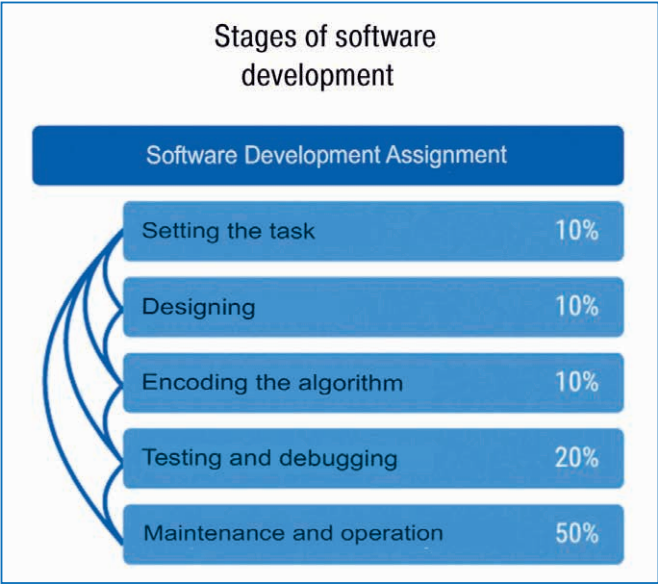 Stages of software
development
Software Development Assignment
Setting the task 10%
Designing 10%
Encoding the algorithm 10%
Testing and debugging 20%
Maintenance and operation 50%